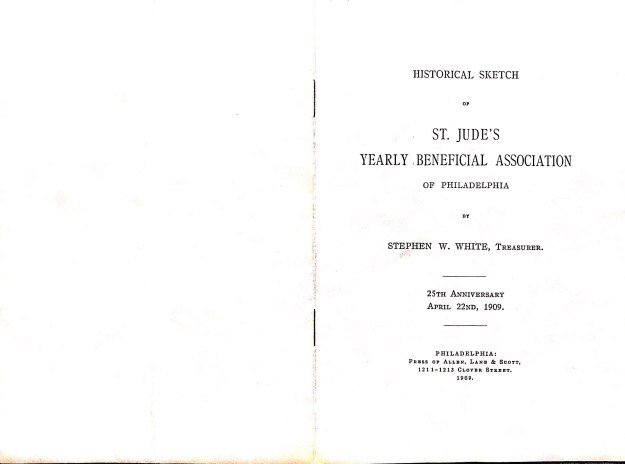 HISTORICAL SKETCH
OF
ST. JUDE'S
YEARLY BENEFICIAL ASSOCIATION
OF PHILADELPHIA
BY
STEPHEN W. WHITE, TREASURER.
25TH ANNIVERSARY
APRIL 22ND, 1909.
PHILADELPHIA:
PRESS OF ALLEN, LANE & SCOTT,
1211-1213 CLOVER STREET.
1909.